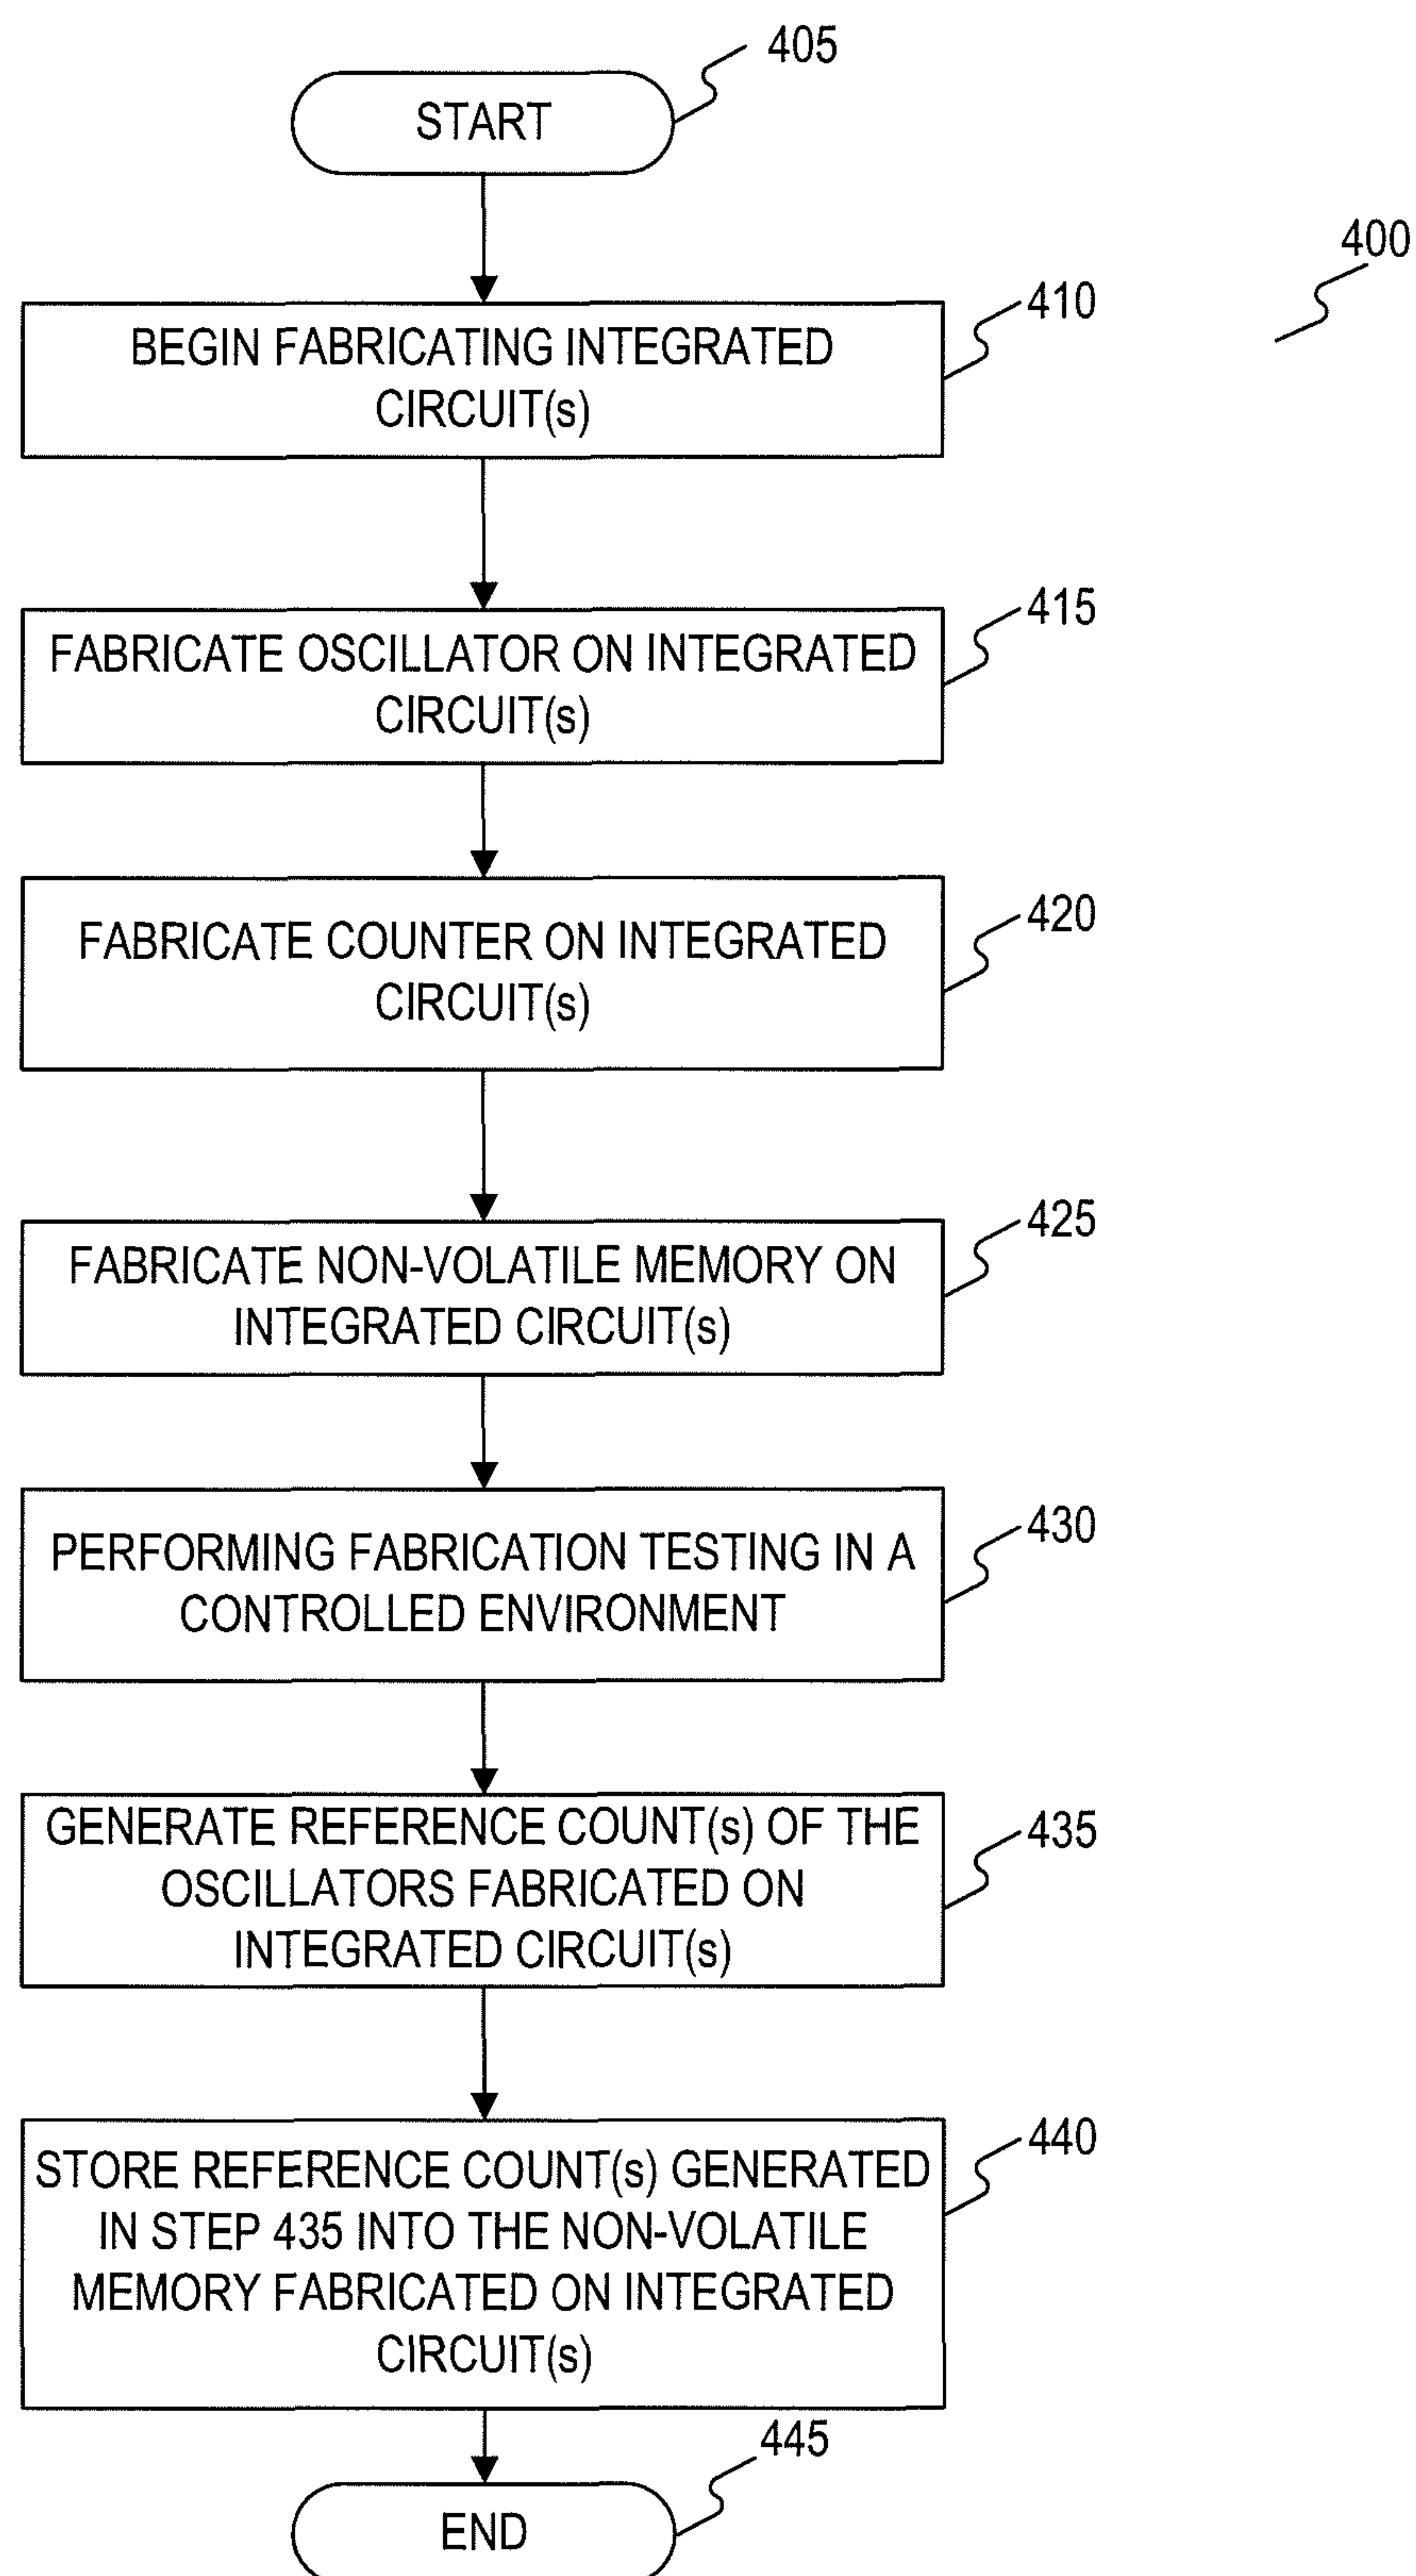 405
START
400
410
BEGIN FABRICATING INTEGRATED
CIRCUIT(s)
415
FABRICATE OSCILLATOR ON INTEGRATED
CIRCUIT(s)
420
FABRICATE COUNTER ON INTEGRATED
CIRCUIT(s)
425
FABRICATE NON-VOLATILE MEMORY ON
INTEGRATED CIRCUIT(s)
430
PERFORMING FABRICATION TESTING IN A
CONTROLLED ENVIRONMENT
435
GENERATE REFERENCE COUNT(s) OF THE
OSCILLATORS FABRICATED ON
INTEGRATED CIRCUIT(s)
440
STORE REFERENCE COUNT(s) GENERATED
IN STEP 435 INTO THE NON-VOLATILE
MEMORY FABRICATED ON INTEGRATED
CIRCUIT(s)
445
END